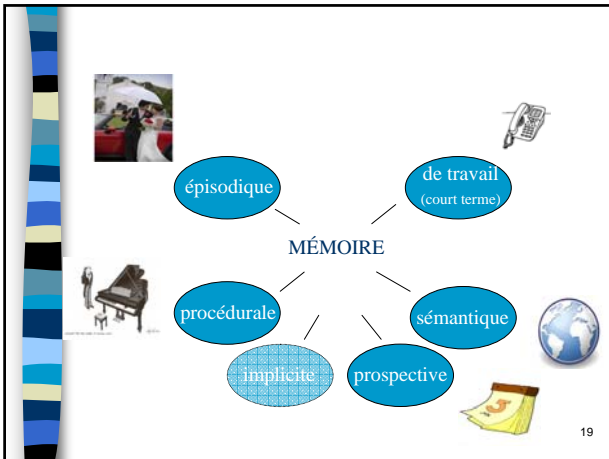 épisodique
de travail
(court terme)
MÉMOIRE
procédurale
sémantique
implicite
prospective
19